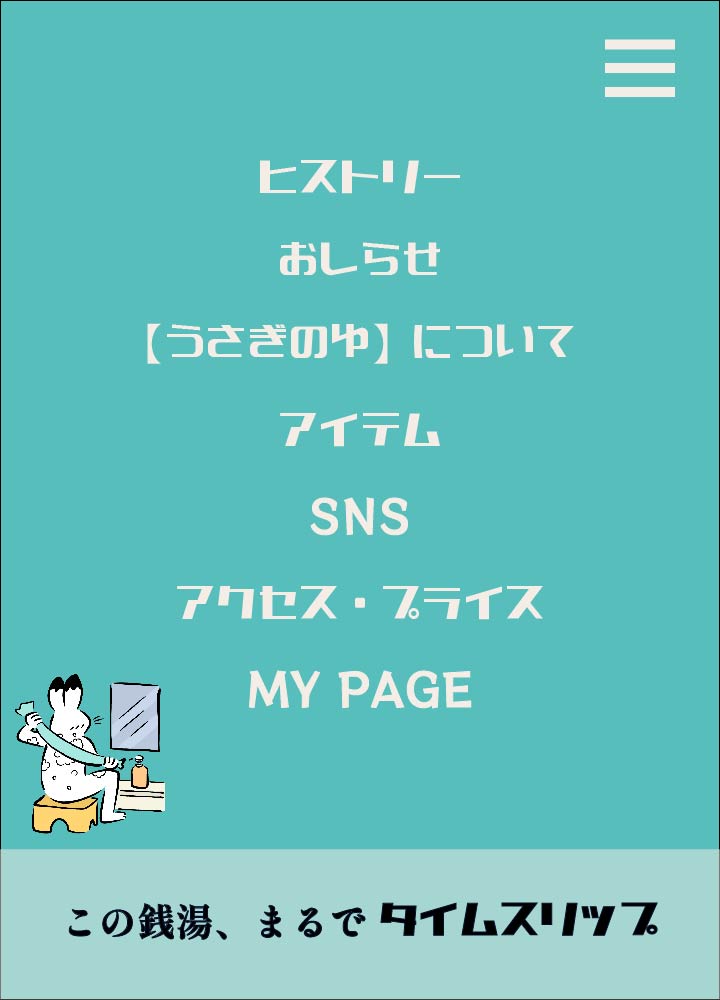 ヒストリー
おしらせ
【うさぎのゆ】について
アイテム
SNS
アクセス・プライス
MY PAGE
この銭湯、まるでタイムスリップ